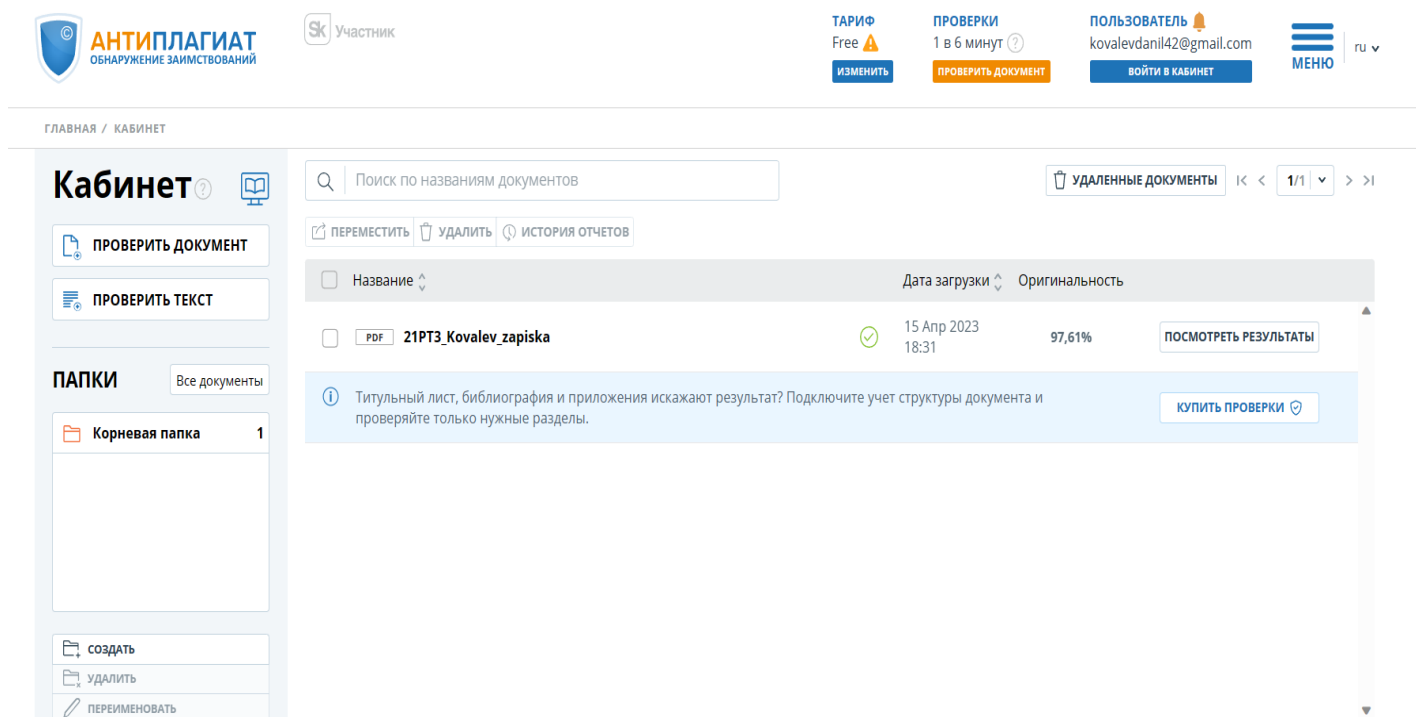 АНТИПЛАГИАТ
ОБНАРУЖЕНИЕ ЗАИМСТВОВАНИЙ
Sk Участник
ТАРИФ
Free
ИЗМЕНИТЬ
ПРОВЕРКИ
1 в 6 минут ?
ПРОВЕРИТЬ ДОКУМЕНТ
ПОЛЬЗОВАТЕЛЬ
kovalevdanil42@gmail.com
ВОЙТИ В КАБИНЕТ
МЕНЮ
ru
ГЛАВНАЯ / КАБИНЕТ
Кабинет ?
ПРОВЕРИТЬ ДОКУМЕНТ
ПРОВЕРИТЬ ТЕКСТ
ПАПКИ
Все документы
Корневая папка 1
СОЗДАТЬ
УДАЛИТЬ
ПЕРЕИМЕНОВАТЬ
Поиск по названиям документов
УДАЛЕННЫЕ ДОКУМЕНТЫ
1/1
ПЕРЕМЕСТИТЬ
УДАЛИТЬ
ИСТОРИЯ ОТЧЕТОВ
Название
Дата загрузки
Оригинальность
PDF 21PT3_Kovalev_zapiska
15 Апр 2023
18:31
97,61%
ПОСМОТРЕТЬ РЕЗУЛЬТАТЫ
Титульный лист, библиография и приложения искажают результат? Подключите учет структуры документа и
проверяйте только нужные разделы.
КУПИТЬ ПРОВЕРКИ